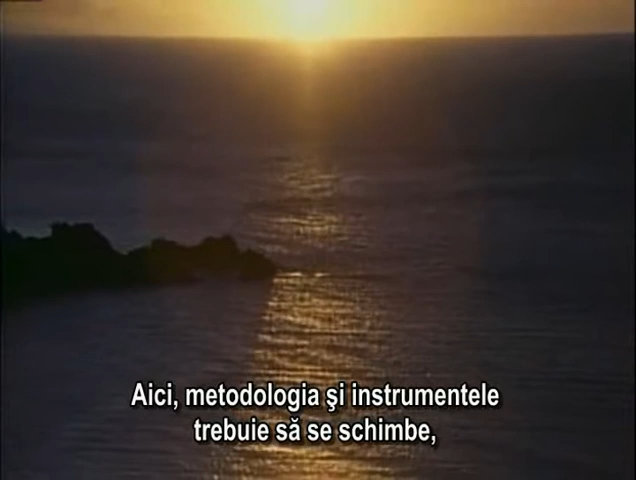 Aici, metodologia şi instrumentele
trebuie să se schimbe,